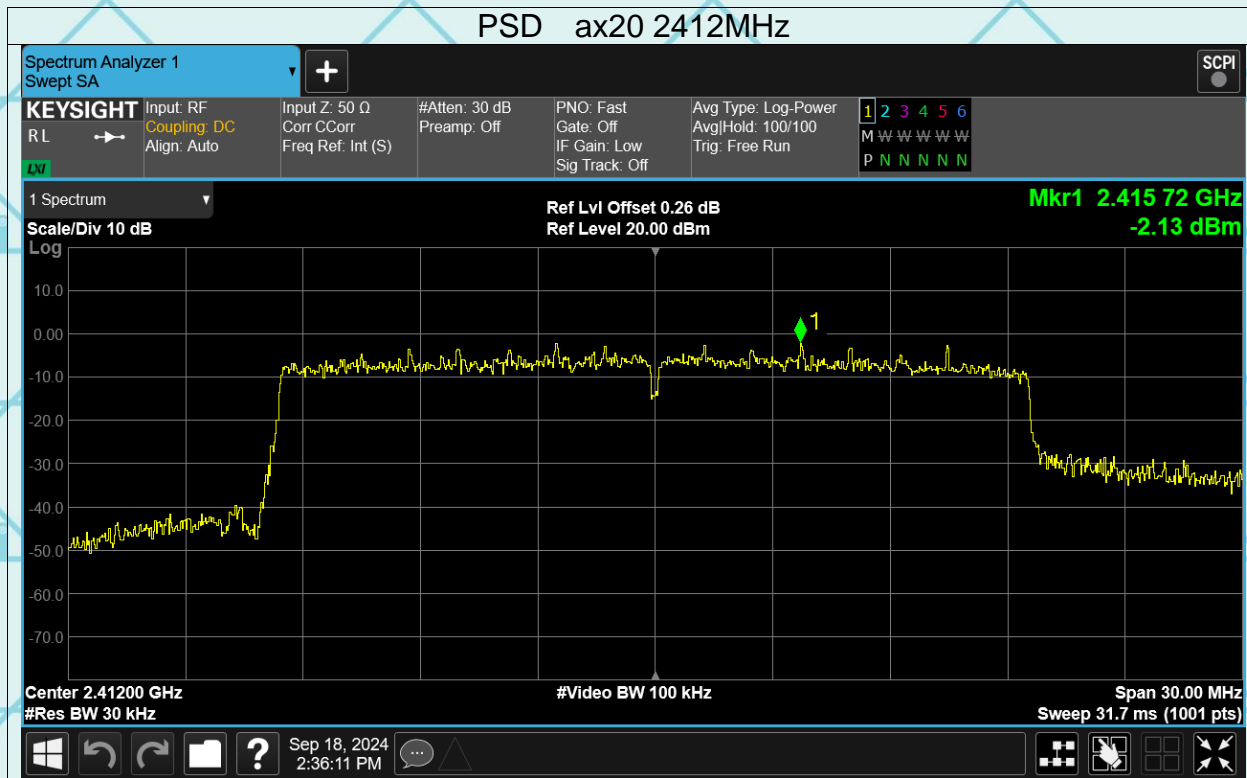 PSD ax20 2412MHz
Spectrum Analyzer 1
Swept SA
SCPI
KEYSIGHT
R L
LXI
Input: RF
Coupling: DC
Align: Auto
Input Z: 50 Ω
Corr CCorr
Freq Ref: Int (S)
#Atten: 30 dB
Preamp: Off
PNO: Fast
Gate: Off
IF Gain: Low
Sig Track: Off
Avg Type: Log-Power
Avg|Hold: 100/100
Trig: Free Run
1 2 3 4 5 6
M W W W W W
P N N N N N
1 Spectrum
Scale/Div 10 dB
Log
Ref Lvl Offset 0.26 dB
Ref Level 20.00 dBm
Mkr1 2.415 72 GHz
-2.13 dBm
10.0
0.00
-10.0
-20.0
-30.0
-40.0
-50.0
-60.0
-70.0
1
Center 2.41200 GHz
#Res BW 30 kHz
#Video BW 100 kHz
Span 30.00 MHz
Sweep 31.7 ms (1001 pts)
?
Sep 18, 2024
2:36:11 PM